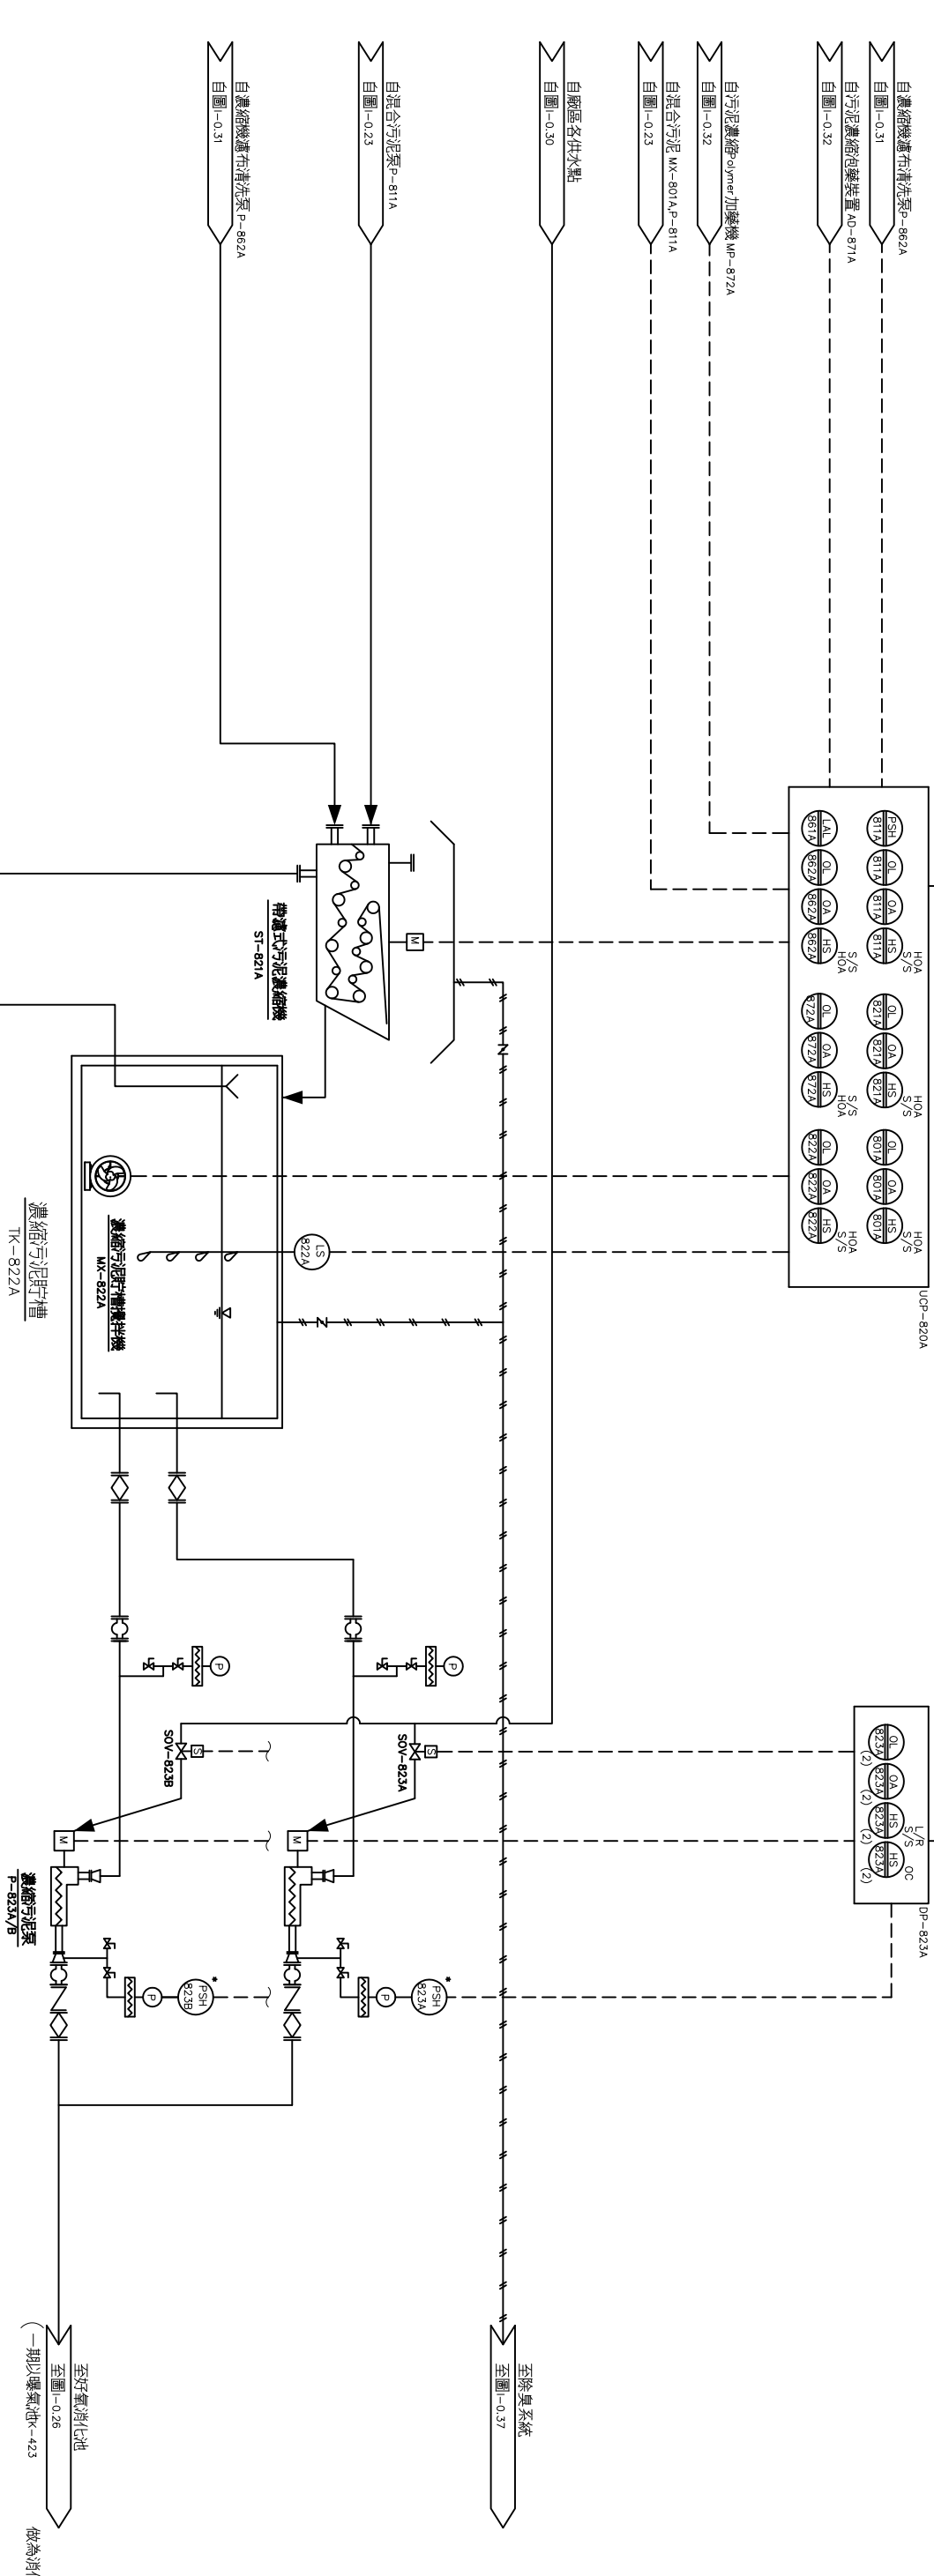 自濃縮機濾布清洗泵P-862A
自圖I-0.31
自污泥濃縮泡藥裝置 AD-871A
自圖I-0.32
自污泥濃縮Polymer加藥機 MP-872A
自圖I-0.32
自混合污泥 MX-801A,P-811A
自圖I-0.23
自廠區各供水點
自圖I-0.30
自混合污泥泵P-811A
自圖I-0.23
自濃縮機濾布清洗泵 P-862A
自圖I-0.31
UCP-820A
PSH 811A
OL 811A
OA 811A
HS 811A
HOA
S/S
OL 821A
OA 821A
HS 821A
HOA
S/S
OL 801A
OA 801A
HS 801A
HOA
S/S
LAL 861A
OL 862A
OA 862A
HS 862A
S/S
HOA
OL 872A
OA 872A
HS 872A
S/S
HOA
OL 822A
OA 822A
HS 822A
HOA
S/S
M
帶濾式污泥濃縮機
ST-821A
LS 822A
濃縮污泥貯槽攪拌機
MX-822A
濃縮污泥貯槽
TK-822A
DP-823A
OL 823A
(2)
OA 823A
(2)
HS 823A
(2)
L/R
S/S
HS 823A
(2)
OC
P
P
S
SOV-823A
S
SOV-823B
M
M
濃縮污泥泵
P-823A/B
P
PSH 823A
*
P
PSH 823B
*
至除臭系統
至圖I-0.37
至好氧消化池
至圖I-0.26
(一期以曝氣池TK-423
做為消